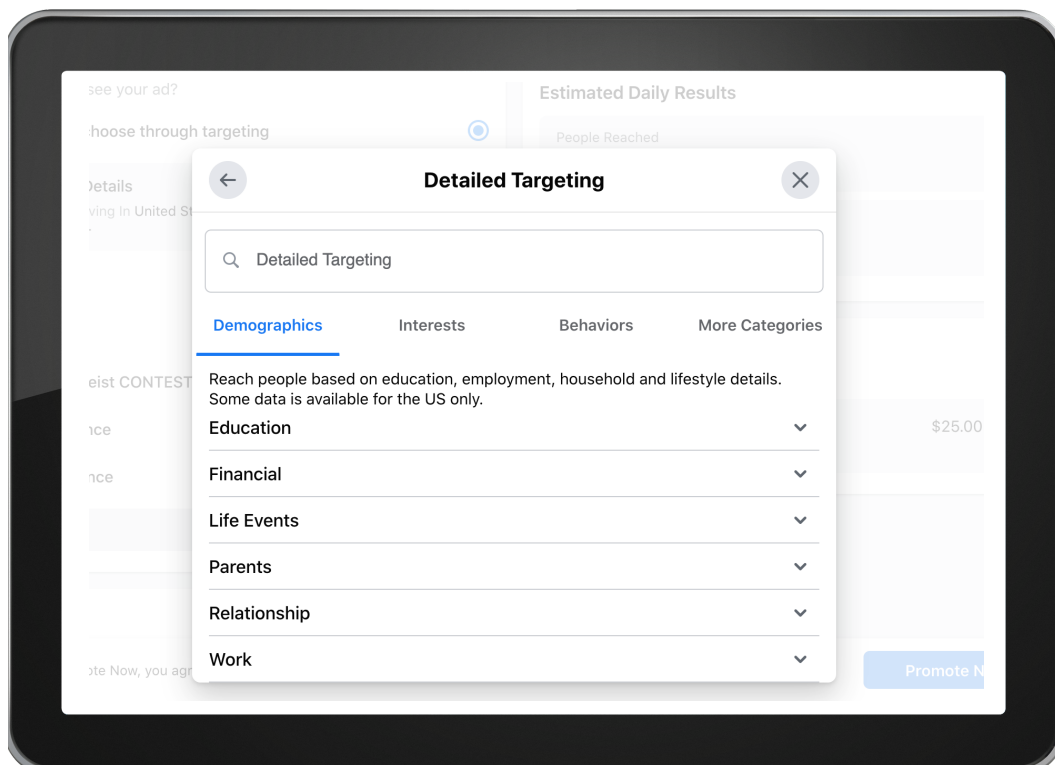 see your ad?
Estimated Daily Results
choose through targeting
People Reached
Details
Detailed Targeting
ving In United St
Detailed Targeting
Demographics
Interests
Behaviors
More Categories
eist CONTEST
Reach people based on education, employment, household and lifestyle details.
Some data is available for the US only.
nce
Education
$25.00
nce
Financial
Life Events
Parents
Relationship
Work
ote Now, you agr
Promote N